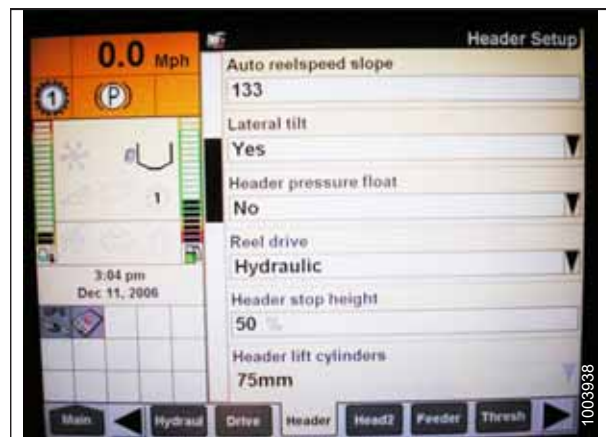 0.0 Mph
1
(P)
1
3:04 pm
Dec 11, 2006
GPS
Header Setup
Auto reelspeed slope
133
Lateral tilt
Yes
Header pressure float
No
Reel drive
Hydraulic
Header stop height
50 %
Header lift cylinders
75mm
Main
Hydraul
Drive
Header
Head2
Feeder
Thresh
1003938